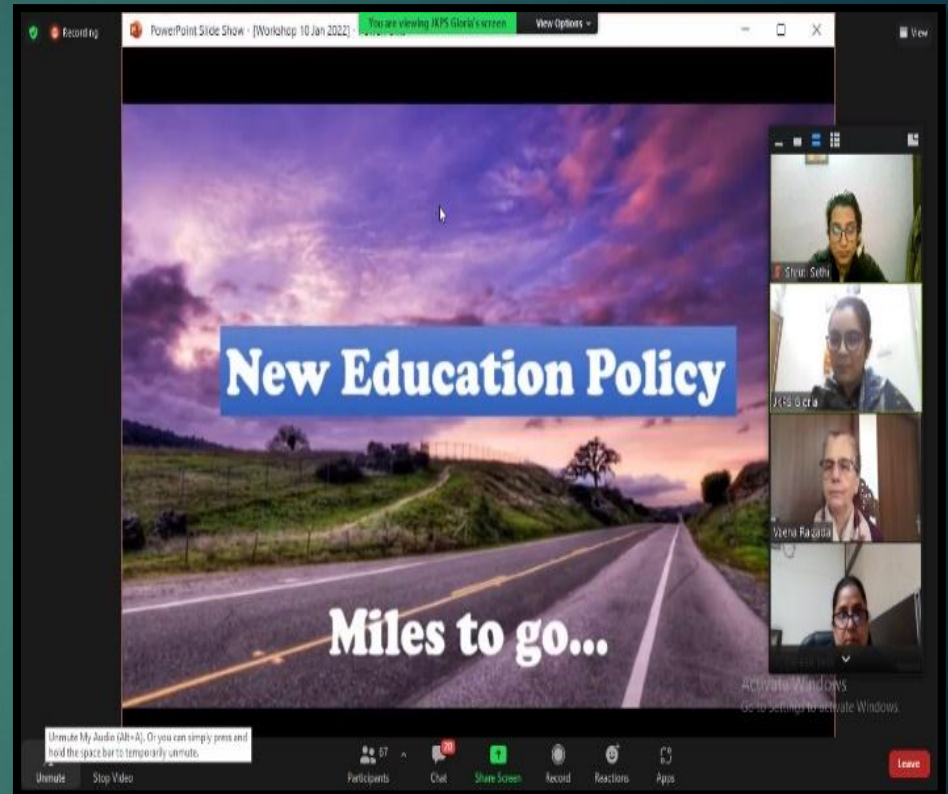 Recording
PowerPoint Slide Show - [Workshop 10 Jan 2022] -
You are viewing JKPS Gloria's screen
View Options
View
Shruti Sethi
JKPS Gloria
Veena
New Education Policy
Miles to go...
Activate Windows
Go to Settings to activate Windows.
Unmute My Audio (Alt+A). Or you can simply press and
hold the space bar to temporarily unmute.
Unmute
Stop Video
67
Participants
20
Chat
Share Screen
Record
Reactions
Apps
Leave